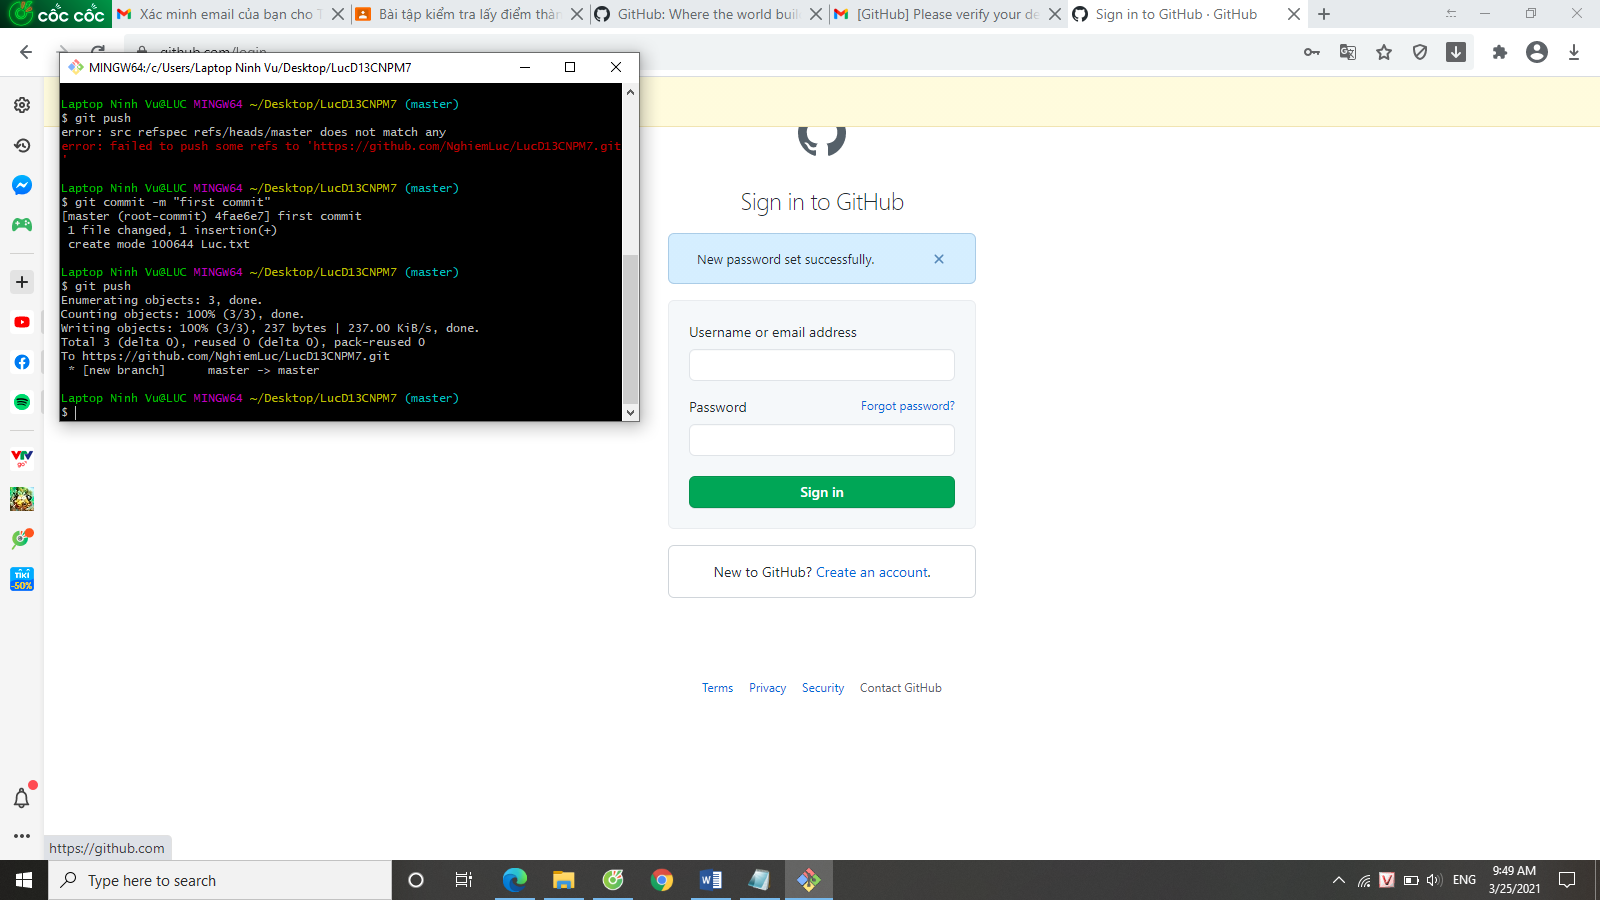 cốc cốc
Xác minh email của bạn cho T
Bài tập kiểm tra lấy điểm thàn
GitHub: Where the world buil
[GitHub] Please verify your de
Sign in to GitHub · GitHub
github.com/login
MINGW64:/c/Users/Laptop Ninh Vu/Desktop/LucD13CNPM7
Laptop Ninh Vu@LUC MINGW64 ~/Desktop/LucD13CNPM7 (master)
$ git push
error: src refspec refs/heads/master does not match any
error: failed to push some refs to 'https://github.com/NghiemLuc/LucD13CNPM7.git
'
Laptop Ninh Vu@LUC MINGW64 ~/Desktop/LucD13CNPM7 (master)
$ git commit -m "first commit"
[master (root-commit) 4fae6e7] first commit
1 file changed, 1 insertion(+)
create mode 100644 Luc.txt
Laptop Ninh Vu@LUC MINGW64 ~/Desktop/LucD13CNPM7 (master)
$ git push
Enumerating objects: 3, done.
Counting objects: 100% (3/3), done.
Writing objects: 100% (3/3), 237 bytes | 237.00 KiB/s, done.
Total 3 (delta 0), reused 0 (delta 0), pack-reused 0
To https://github.com/NghiemLuc/LucD13CNPM7.git
* [new branch]      master -> master
Laptop Ninh Vu@LUC MINGW64 ~/Desktop/LucD13CNPM7 (master)
$
Sign in to GitHub
New password set successfully.
Username or email address
Password
Forgot password?
Sign in
New to GitHub? Create an account.
Terms
Privacy
Security
Contact GitHub
VTV
go
TIKI
-50%
https://github.com
Type here to search
V
ENG
9:49 AM
3/25/2021